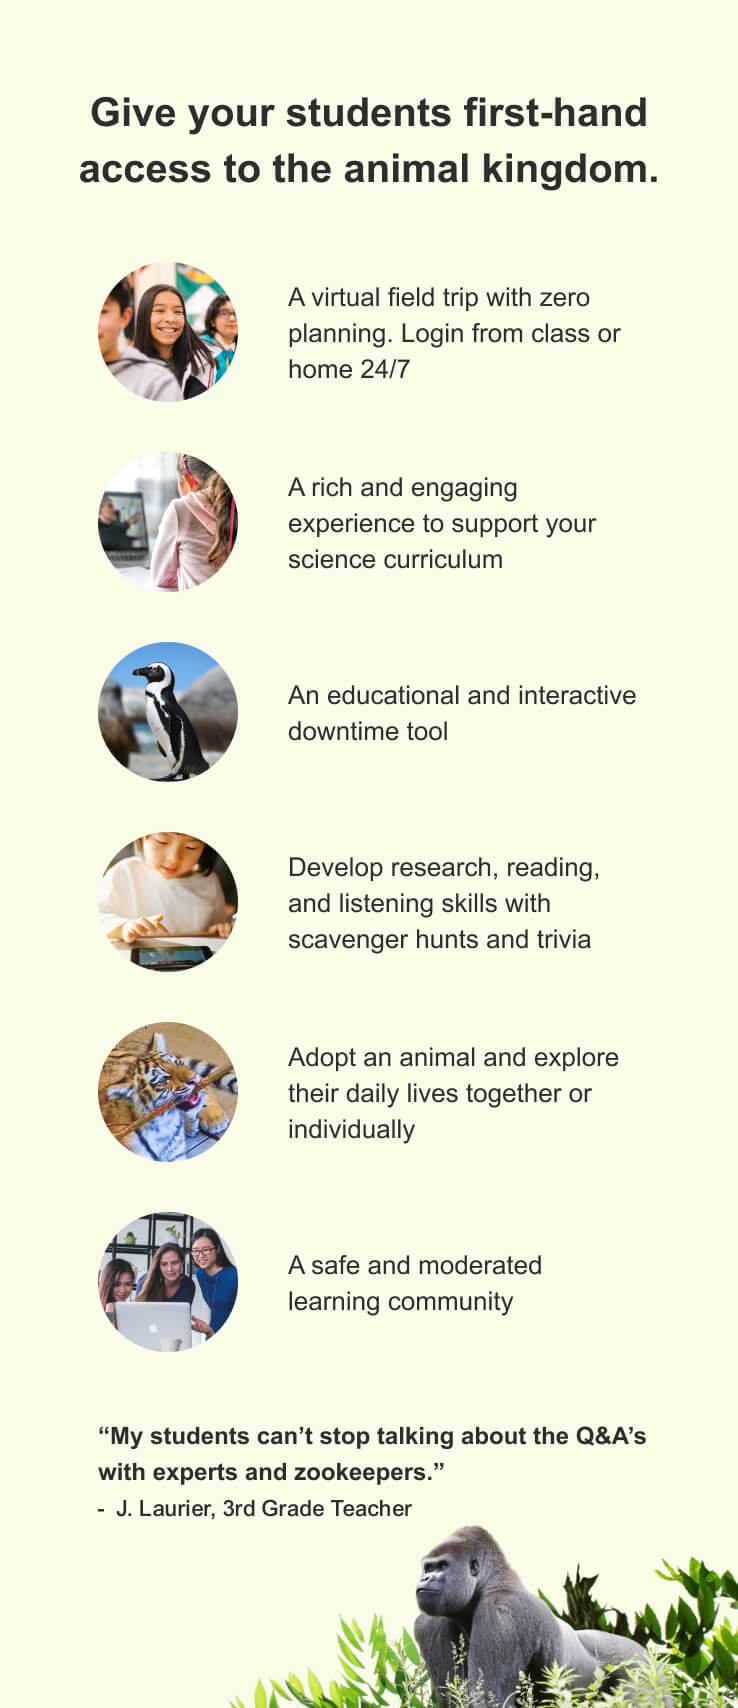 Give your students first-hand
access to the animal kingdom.
A virtual field trip with zero
planning. Login from class or
home 24/7
A rich and engaging
experience to support your
science curriculum
An educational and interactive
downtime tool
Develop research, reading,
and listening skills with
scavenger hunts and trivia
Adopt an animal and explore
their daily lives together or
individually
A safe and moderated
learning community
“My students can’t stop talking about the Q&A’s
with experts and zookeepers.”
- J. Laurier, 3rd Grade Teacher